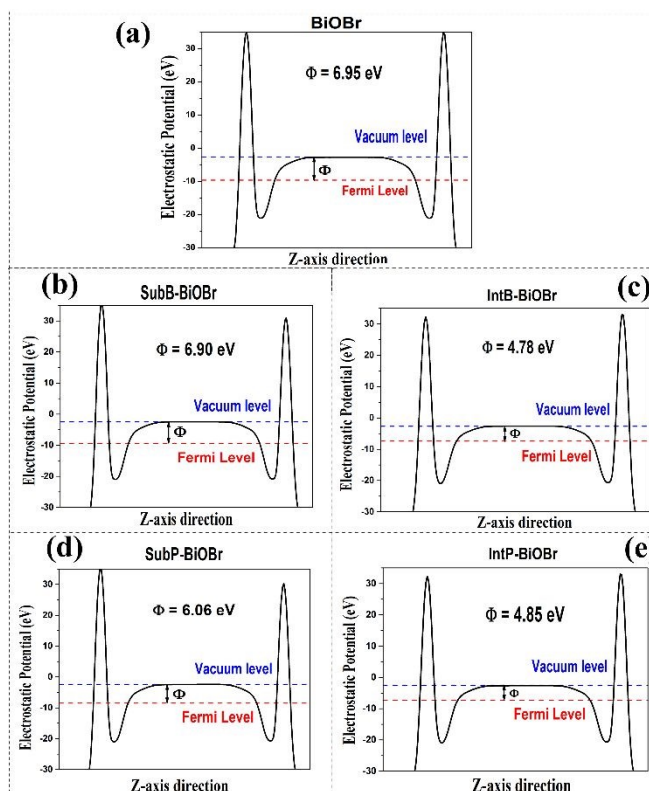 (a)
BiOBr
Electrostatic Potential (eV)
30
20
10
0
-10
-20
-30
Φ = 6.95 eV
Vacuum level
Φ
Fermi Level
Z-axis direction
(b)
SubB-BiOBr
Electrostatic Potential (eV)
30
20
10
0
-10
-20
-30
Φ = 6.90 eV
Vacuum level
Φ
Fermi Level
Z-axis direction
IntB-BiOBr
(c)
Electrostatic Potential (eV)
30
20
10
0
-10
-20
-30
Φ = 4.78 eV
Vacuum level
Φ
Fermi Level
Z-axis direction
(d)
SubP-BiOBr
Electrostatic Potential (eV)
30
20
10
0
-10
-20
-30
Φ = 6.06 eV
Vacuum level
Φ
Fermi Level
Z-axis direction
IntP-BiOBr
(e)
Electrostatic Potential (eV)
30
20
10
0
-10
-20
-30
Φ = 4.85 eV
Vacuum level
Φ
Fermi Level
Z-axis direction